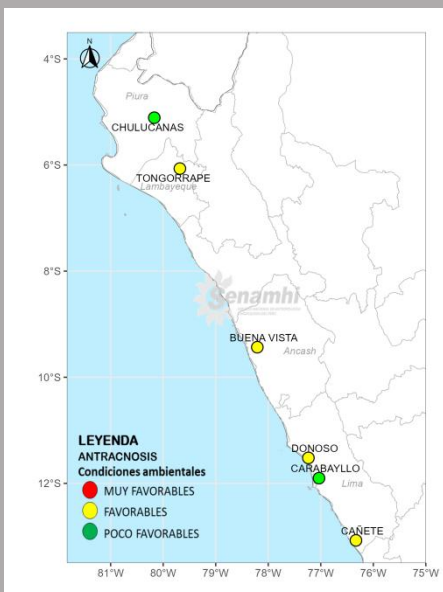 N
4°S
Piura
CHULUCANAS
6°S
TONGORRAPE
Lambayeque
8°S
Senamhi
BUENA VISTA
Ancash
10°S
LEYENDA
ANTRACNOSIS
Condiciones ambientales
MUY FAVORABLES
FAVORABLES
POCO FAVORABLES
DONOSO
CARABAYLLO
12°S
Lima
CAÑETE
81°W 80°W 79°W 78°W 77°W 76°W 75°W